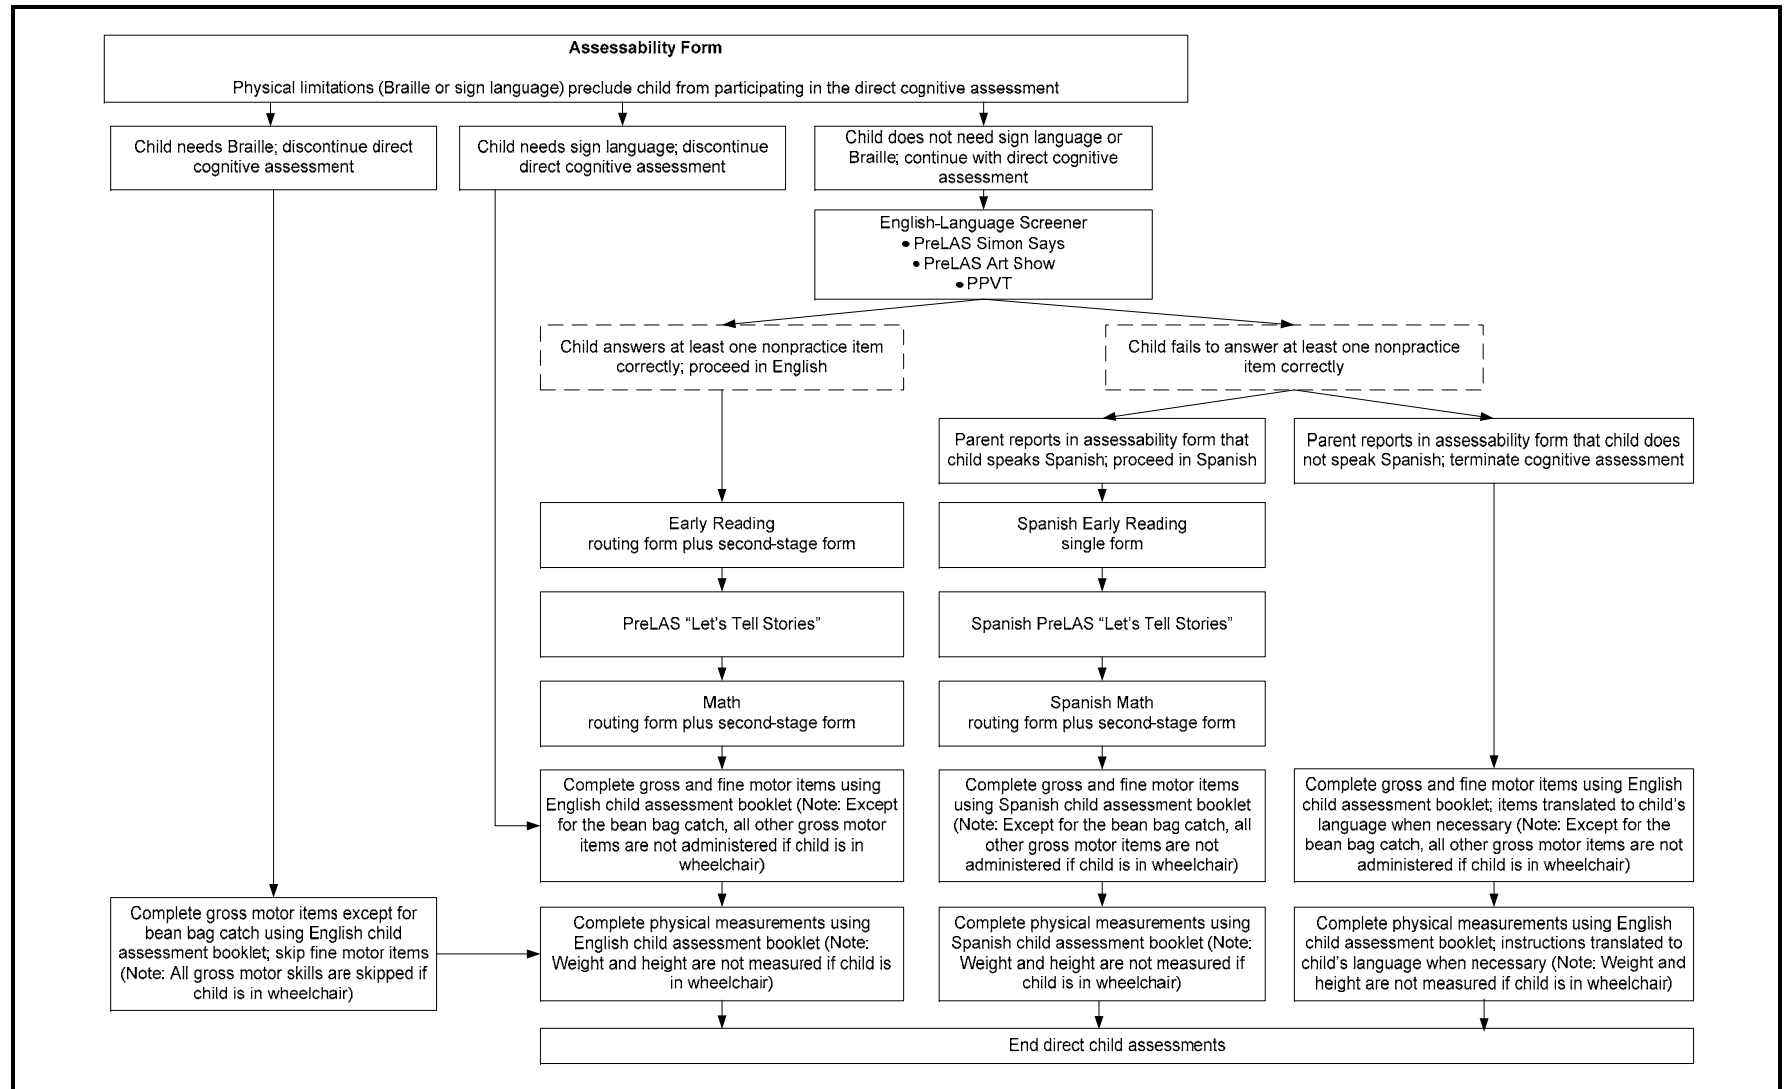 Assessability Form
Physical limitations (Braille or sign language) preclude child from participating in the direct cognitive assessment
Child needs Braille; discontinue direct
cognitive assessment
Child needs sign language; discontinue
direct cognitive assessment
Child does not need sign language or
Braille; continue with direct cognitive
assessment
English-Language Screener
• PreLAS Simon Says
• PreLAS Art Show
• PPVT
Child answers at least one nonpractice item
correctly; proceed in English
Child fails to answer at least one nonpractice
item correctly
Parent reports in assessability form that
child speaks Spanish; proceed in Spanish
Parent reports in assessability form that child does
not speak Spanish; terminate cognitive assessment
Early Reading
routing form plus second-stage form
Spanish Early Reading
single form
PreLAS “Let’s Tell Stories”
Spanish PreLAS “Let’s Tell Stories”
Math
routing form plus second-stage form
Spanish Math
routing form plus second-stage form
Complete gross and fine motor items using
English child assessment booklet (Note: Except
for the bean bag catch, all other gross motor
items are not administered if child is in
wheelchair)
Complete gross and fine motor items
using Spanish child assessment booklet
(Note: Except for the bean bag catch, all
other gross motor items are not
administered if child is in wheelchair)
Complete gross and fine motor items using English
child assessment booklet; items translated to child’s
language when necessary (Note: Except for the
bean bag catch, all other gross motor items are not
administered if child is in wheelchair)
Complete gross motor items except for
bean bag catch using English child
assessment booklet; skip fine motor items
(Note: All gross motor skills are skipped if
child is in wheelchair)
Complete physical measurements using
English child assessment booklet (Note:
Weight and height are not measured if child is
in wheelchair)
Complete physical measurements using
Spanish child assessment booklet (Note:
Weight and height are not measured if
child is in wheelchair)
Complete physical measurements using English
child assessment booklet; instructions translated to
child’s language when necessary (Note: Weight and
height are not measured if child is in wheelchair)
End direct child assessments